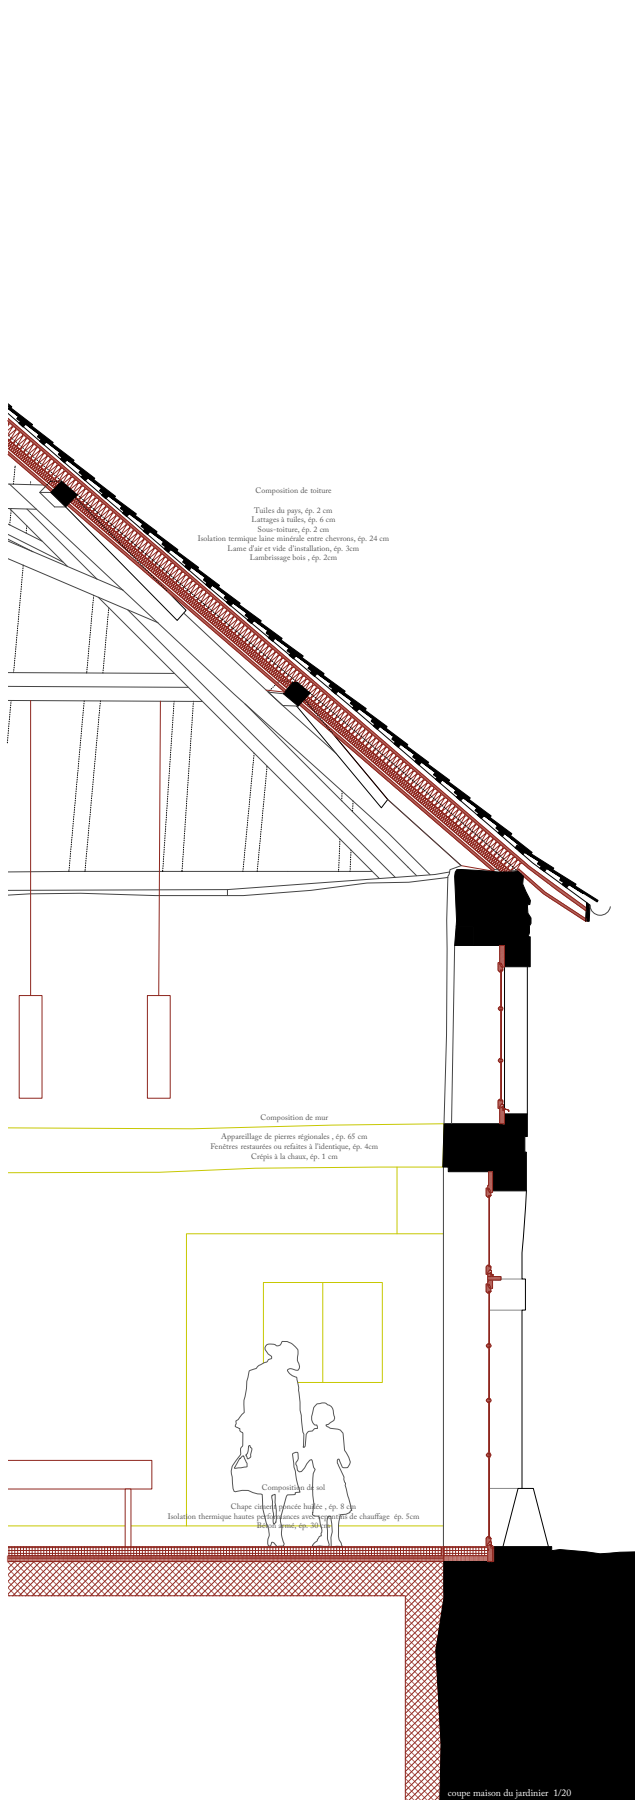 Composition de toiture
Tuiles du pays, ép. 2 cm
Lattages à tuiles, ép. 6 cm
Sous-toiture, ép. 2 cm
Isolation termique laine minérale entre chevrons, ép. 24 cm
Lame d'air et vide d'installation, ép. 3cm
Lambrissage bois , ép. 2cm
Composition de mur
Appareillage de pierres régionales , ép. 65 cm
Fenêtres restaurées ou refaites à l'identique, ép. 4cm
Crépis à la chaux, ép. 1 cm
Composition de sol
Chape ciment poncée huilée , ép. 8 cm
Isolation thermique hautes performances avec serpentins de chauffage ép. 5cm
Béton armé, ép. 30 cm
coupe maison du jardinier 1/20